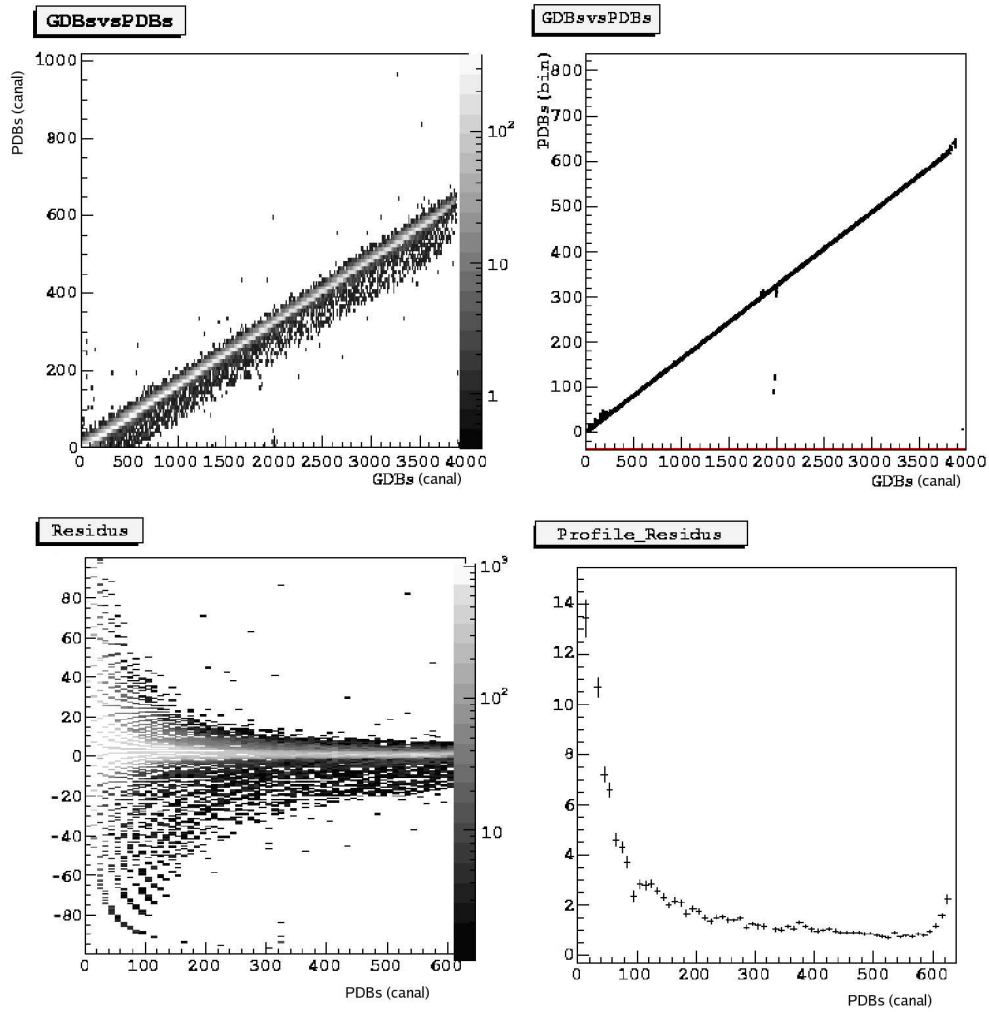 GDBsvsPDBs
PDBs (canal)
1000
800
600
400
200
0
0 500 1000 1500 2000 2500 3000 3500 4000
GDBs (canal)
10²
10
1
GDBsvsPDBs
PDBs (bin)
800
700
600
500
400
300
200
100
0
0 500 1000 1500 2000 2500 3000 3500 4000
GDBs (canal)
Residus
80
60
40
20
0
-20
-40
-60
-80
0 100 200 300 400 500 600
PDBs (canal)
10³
10²
10
Profile_Residus
14
12
10
8
6
4
2
0
0 100 200 300 400 500 600
PDBs (canal)